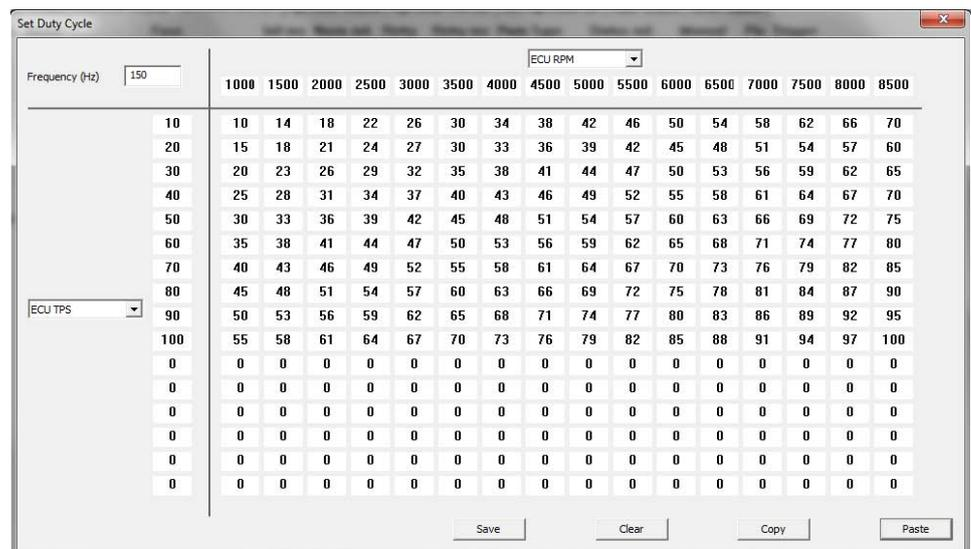 Set Duty Cycle
ECU RPM
Frequency (Hz) 150
1000 1500 2000 2500 3000 3500 4000 4500 5000 5500 6000 6500 7000 7500 8000 8500
10 10 14 18 22 26 30 34 38 42 46 50 54 58 62 66 70
20 15 18 21 24 27 30 33 36 39 42 45 48 51 54 57 60
30 20 23 26 29 32 35 38 41 44 47 50 53 56 59 62 65
40 25 28 31 34 37 40 43 46 49 52 55 58 61 64 67 70
50 30 33 36 39 42 45 48 51 54 57 60 63 66 69 72 75
60 35 38 41 44 47 50 53 56 59 62 65 68 71 74 77 80
70 40 43 46 49 52 55 58 61 64 67 70 73 76 79 82 85
80 45 48 51 54 57 60 63 66 69 72 75 78 81 84 87 90
ECU TPS
90 50 53 56 59 62 65 68 71 74 77 80 83 86 89 92 95
100 55 58 61 64 67 70 73 76 79 82 85 88 91 94 97 100
0 0 0 0 0 0 0 0 0 0 0 0 0 0 0 0 0
0 0 0 0 0 0 0 0 0 0 0 0 0 0 0 0 0
0 0 0 0 0 0 0 0 0 0 0 0 0 0 0 0 0
0 0 0 0 0 0 0 0 0 0 0 0 0 0 0 0 0
0 0 0 0 0 0 0 0 0 0 0 0 0 0 0 0 0
0 0 0 0 0 0 0 0 0 0 0 0 0 0 0 0 0
Save Clear Copy Paste